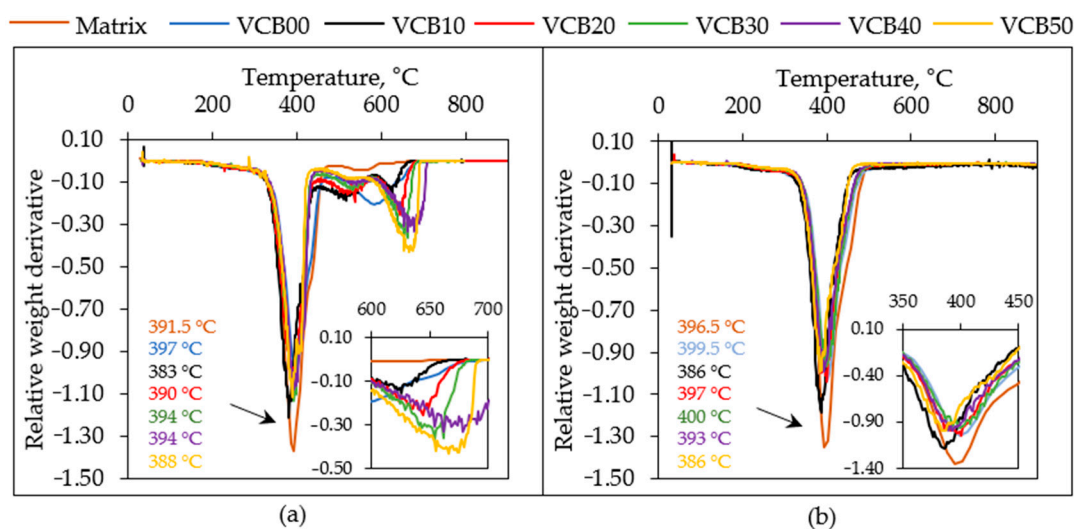 Matrix VCB00 VCB10 VCB20 VCB30 VCB40 VCB50
Temperature, °C
0 200 400 600 800
Relative weight derivative
0.10
−0.10
−0.30
−0.50
−0.70
−0.90
−1.10
−1.30
−1.50
391.5 °C
397 °C
383 °C
390 °C
394 °C
394 °C
388 °C
600 650 700
0.10
−0.10
−0.30
−0.50
(a)
Temperature, °C
0 200 400 600 800
Relative weight derivative
0.10
−0.10
−0.30
−0.50
−0.70
−0.90
−1.10
−1.30
−1.50
396.5 °C
399.5 °C
386 °C
397 °C
400 °C
393 °C
386 °C
350 400 450
0.10
−0.40
−0.90
−1.40
(b)